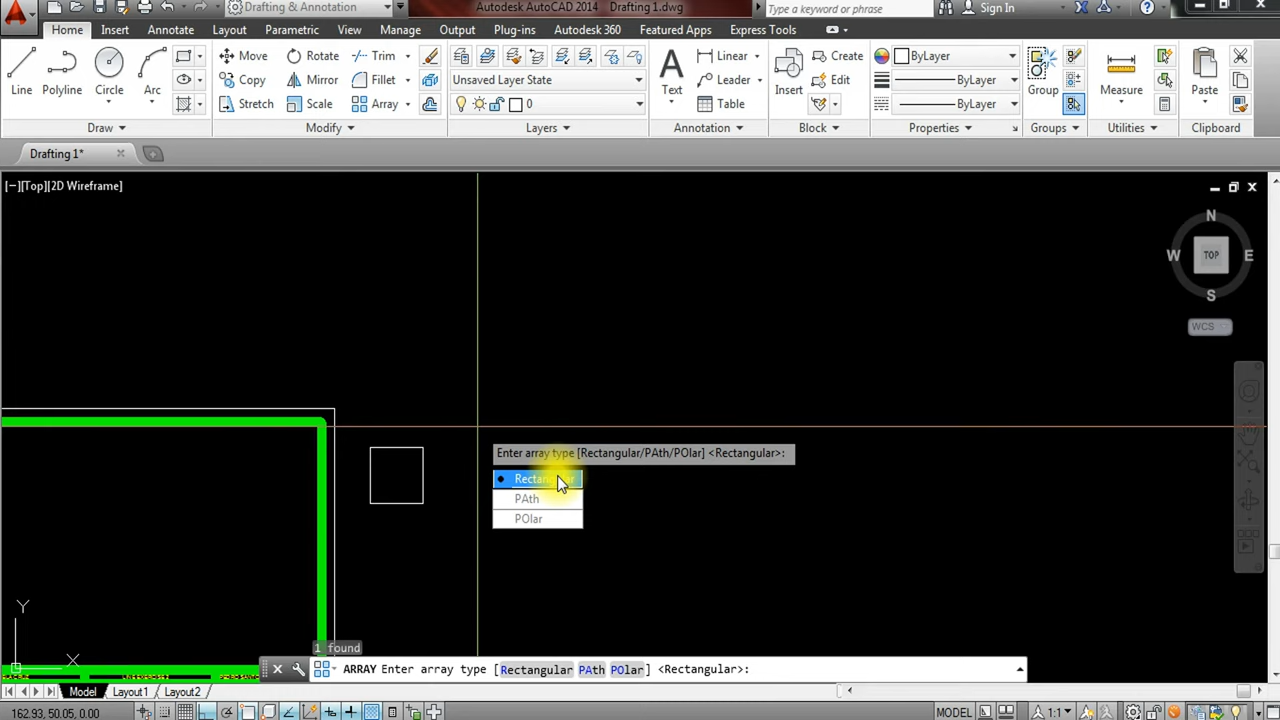 Drafting & Annotation
Autodesk AutoCAD 2014 Drafting 1.dwg
Type a keyword or phrase
Sign In
Home Insert Annotate Layout Parametric View Manage Output Plug-ins Autodesk 360 Featured Apps Express Tools
Line Polyline Circle Arc
Move Rotate Trim
Copy Mirror Fillet
Stretch Scale Array
Unsaved Layer State
0
Text
Linear
Leader
Table
Insert
Create
Edit
ByLayer
ByLayer
ByLayer
Group
Measure
Paste
Draw Modify Layers Annotation Block Properties Groups Utilities Clipboard
Drafting 1*
[−][Top][2D Wireframe]
N
W TOP E
S
WCS
Enter array type [Rectangular/PAth/POlar] <Rectangular>:
Rectangular
PAth
POlar
Y
X
1 found
ARRAY Enter array type [Rectangular PAth POlar] <Rectangular>:
Model Layout1 Layout2
162.93, 50.05, 0.00
MODEL
1:1